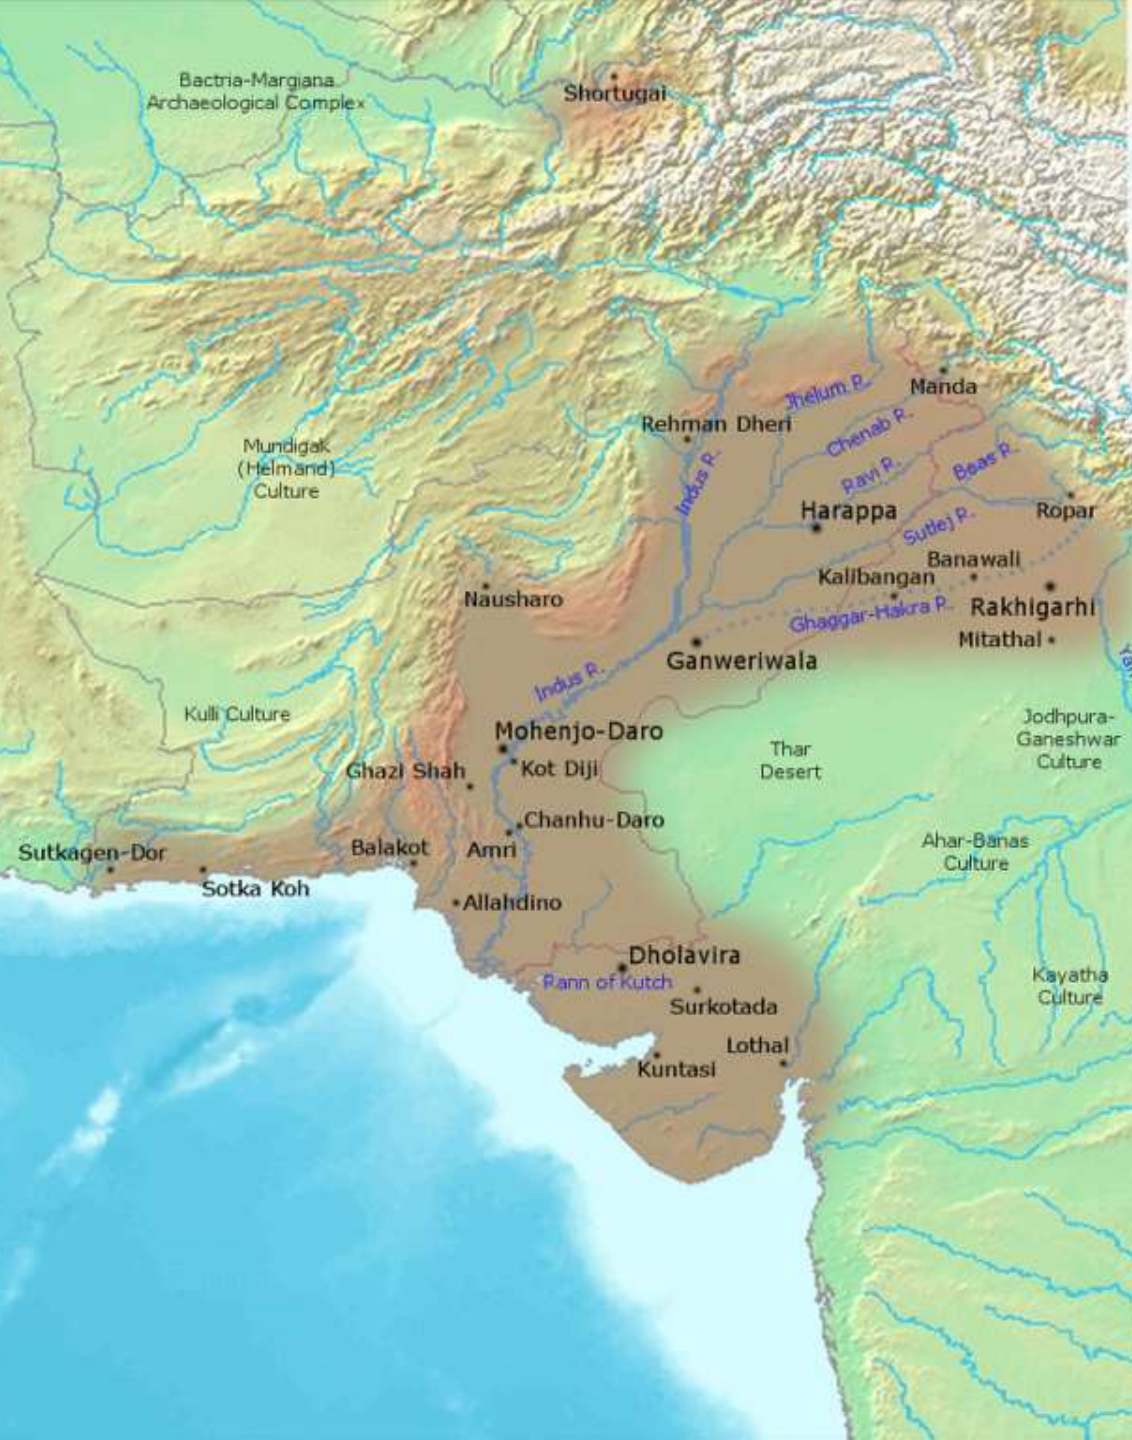 Bactria-Margiana
Archaeological Complex
Shortugai
Manda
Jhelum R.
Rehman Dheri
Chenab R.
Mundigak
(Helmand)
Culture
Indus R.
Ravi R.
Beas R.
Harappa
Ropar
Sutlej R.
Banawali
Kalibangan
Nausharo
Rakhigarhi
Ghaggar-Hakra R.
Mitathal
Ganweriwala
Indus R.
Kulli Culture
Jodhpura-
Ganeshwar
Culture
Mohenjo-Daro
Thar
Desert
Ghazi Shah
Kot Diji
Chanhu-Daro
Sutkagen-Dor
Balakot
Amri
Ahar-Banas
Culture
Sotka Koh
Allahdino
Dholavira
Rann of Kutch
Kayatha
Culture
Surkotada
Lothal
Kuntasi